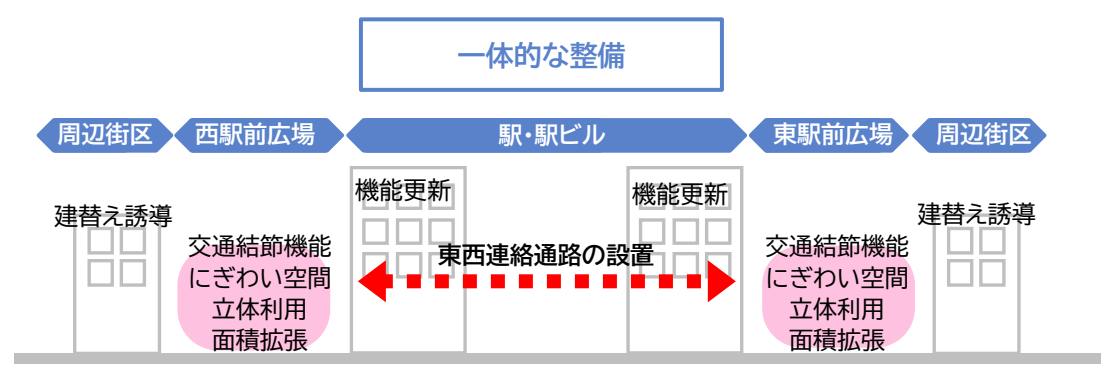 一体的な整備
周辺街区
西駅前広場
駅・駅ビル
東駅前広場
周辺街区
建替え誘導
交通結節機能
にぎわい空間
立体利用
面積拡張
機能更新
東西連絡通路の設置
機能更新
交通結節機能
にぎわい空間
立体利用
面積拡張
建替え誘導